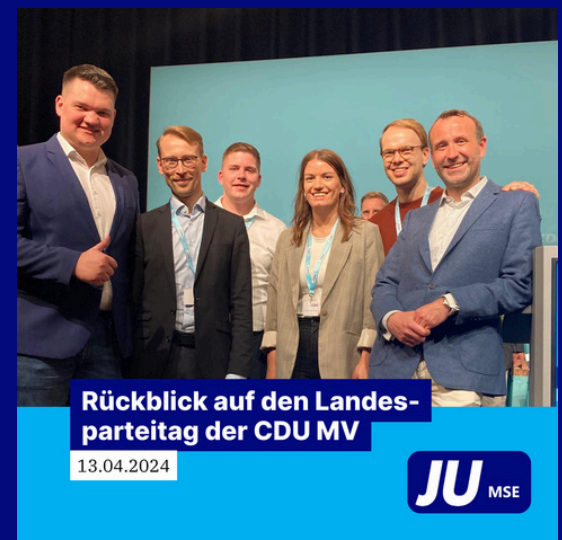 Rückblick auf den Landes-
parteitag der CDU MV
13.04.2024
JU MSE